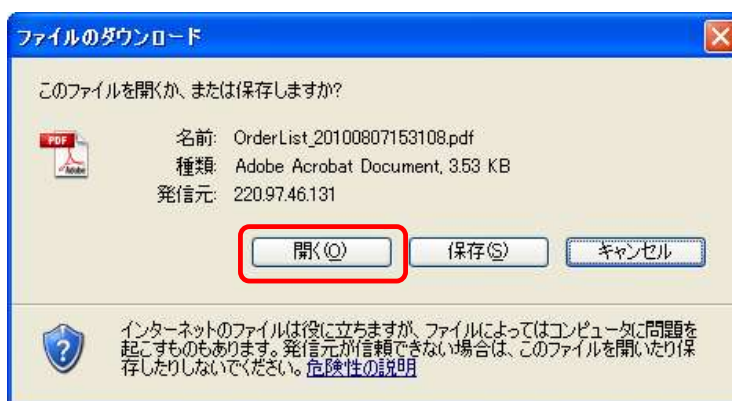 ファイルのダウンロード
このファイルを開くか、または保存しますか?
PDF
Adobe
名前: OrderList_20100807153108.pdf
種類: Adobe Acrobat Document, 3.53 KB
発信元: 220.97.46.131
開く(O) 保存(S) キャンセル
インターネットのファイルは役に立ちますが、ファイルによってはコンピュータに問題を
起こすものもあります。発信元が信頼できない場合は、このファイルを開いたり保
存したりしないでください。危険性の説明